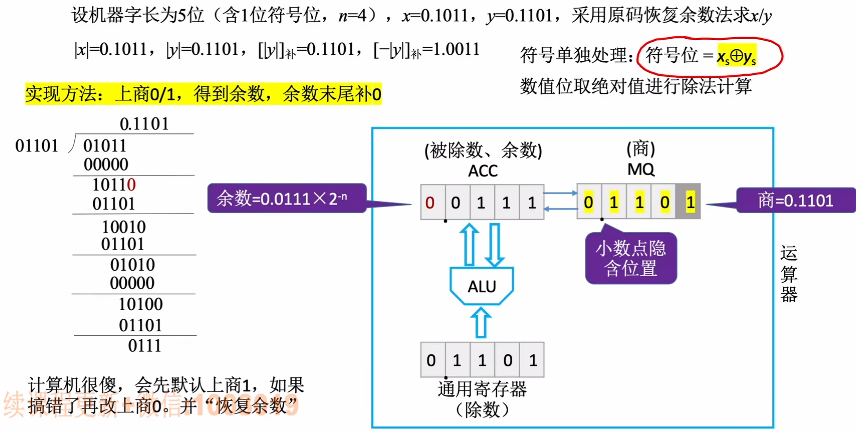 设机器字长为5位（含1位符号位，n=4），x=0.1011，y=0.1101，采用原码恢复余数法求x/y
|x|=0.1011，|y|=0.1101，[|y|]补=0.1101，[−|y|]补=1.0011
符号单独处理：符号位 = xs⊕ys
数值位取绝对值进行除法计算
实现方法：上商0/1，得到余数，余数末尾补0
0.1101
01101
01011
00000
10110
01101
10010
01101
01010
00000
10100
01101
0111
(被除数、余数)
ACC
(商)
MQ
余数=0.0111×2-n
0 0 1 1 1
0 1 1 0 1
商=0.1101
小数点隐
含位置
ALU
运算器
0 1 1 0 1
通用寄存器
（除数）
计算机很傻，会先默认上商1，如果
搞错了再改上商0。并“恢复余数”